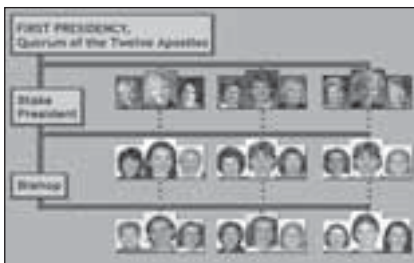 FIRST PRESIDENCY,
Quorum of the Twelve Apostles
Stake
President
Bishop